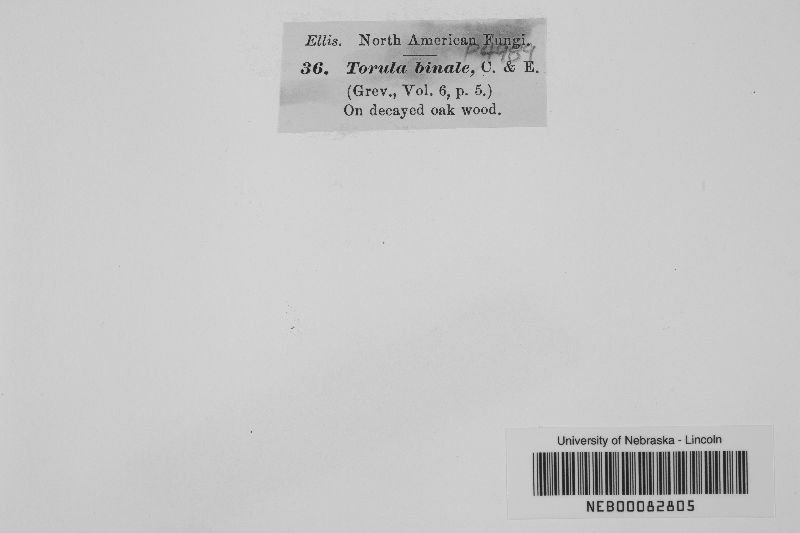 Ellis. North American Fungi.
36. Torula binale, C. & E.
(Grev., Vol. 6, p. 5.)
On decayed oak wood.
University of Nebraska - Lincoln
NEB00082805